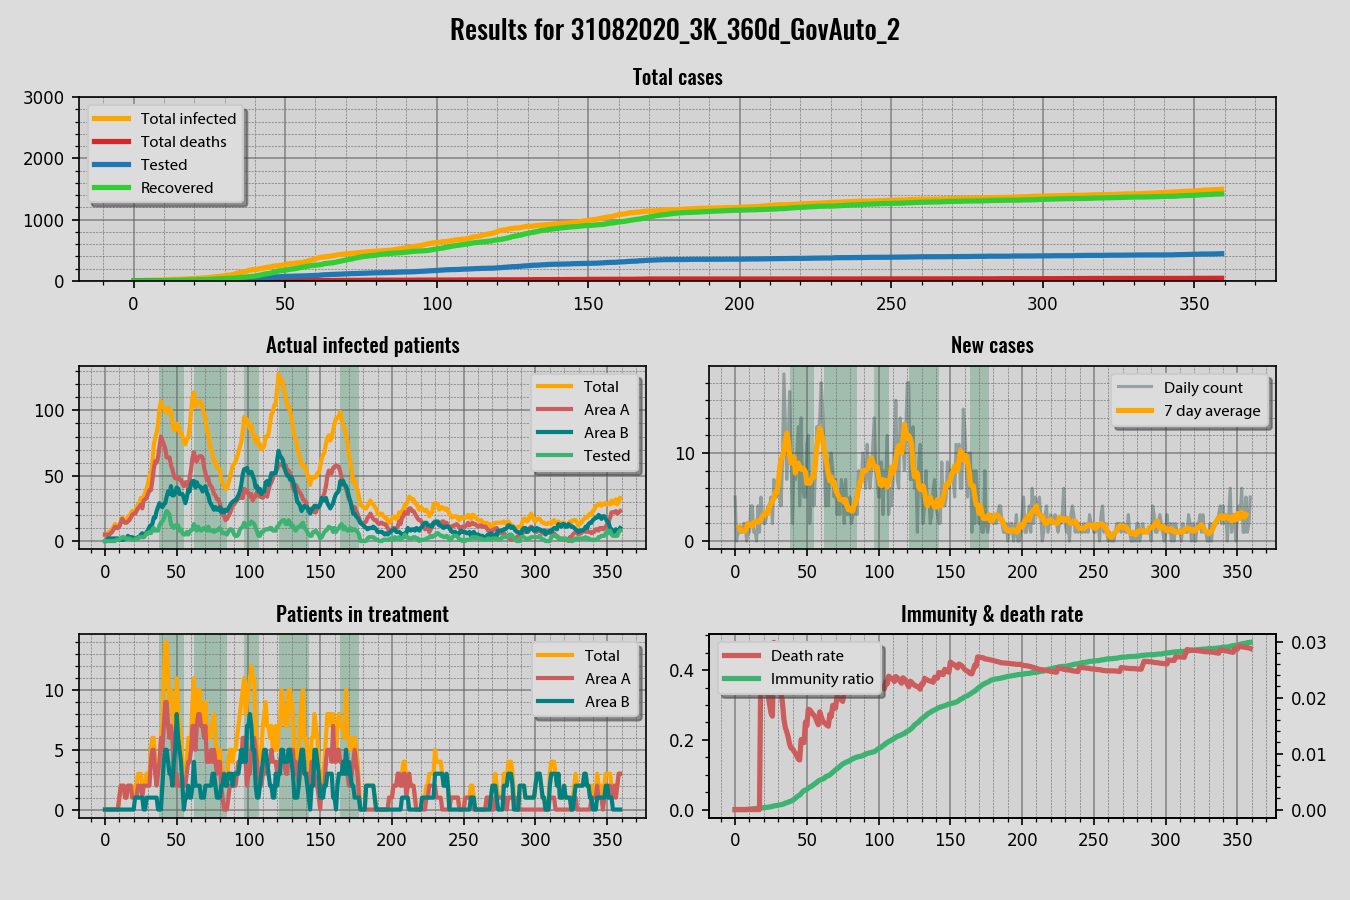 Results for 31082020_3K_360d_GovAuto_2
Total cases
3000
2000
1000
0
Total infected
Total deaths
Tested
Recovered
0 50 100 150 200 250 300 350
Actual infected patients
100
50
0
Total
Area A
Area B
Tested
0 50 100 150 200 250 300 350
New cases
10
0
Daily count
7 day average
0 50 100 150 200 250 300 350
Patients in treatment
10
5
0
Total
Area A
Area B
0 50 100 150 200 250 300 350
Immunity & death rate
0.4
0.2
0.0
Death rate
Immunity ratio
0.03
0.02
0.01
0.00
0 50 100 150 200 250 300 350